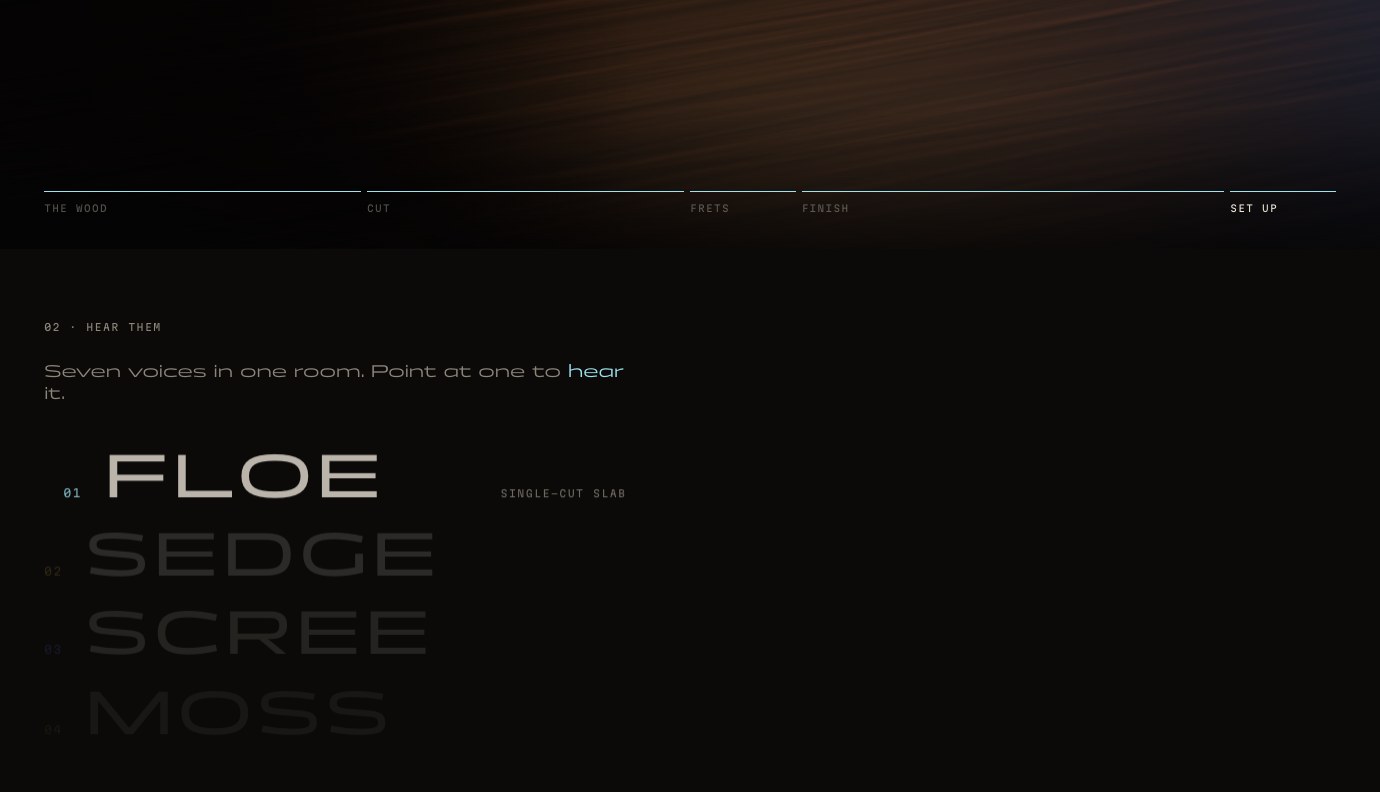 THE WOOD CUT FRETS FINISH SET UP
02 · HEAR THEM
Seven voices in one room. Point at one to hear
it.
01 FLOE SINGLE-CUT SLAB
02 SEDGE
03 SCREE
04 MOSS